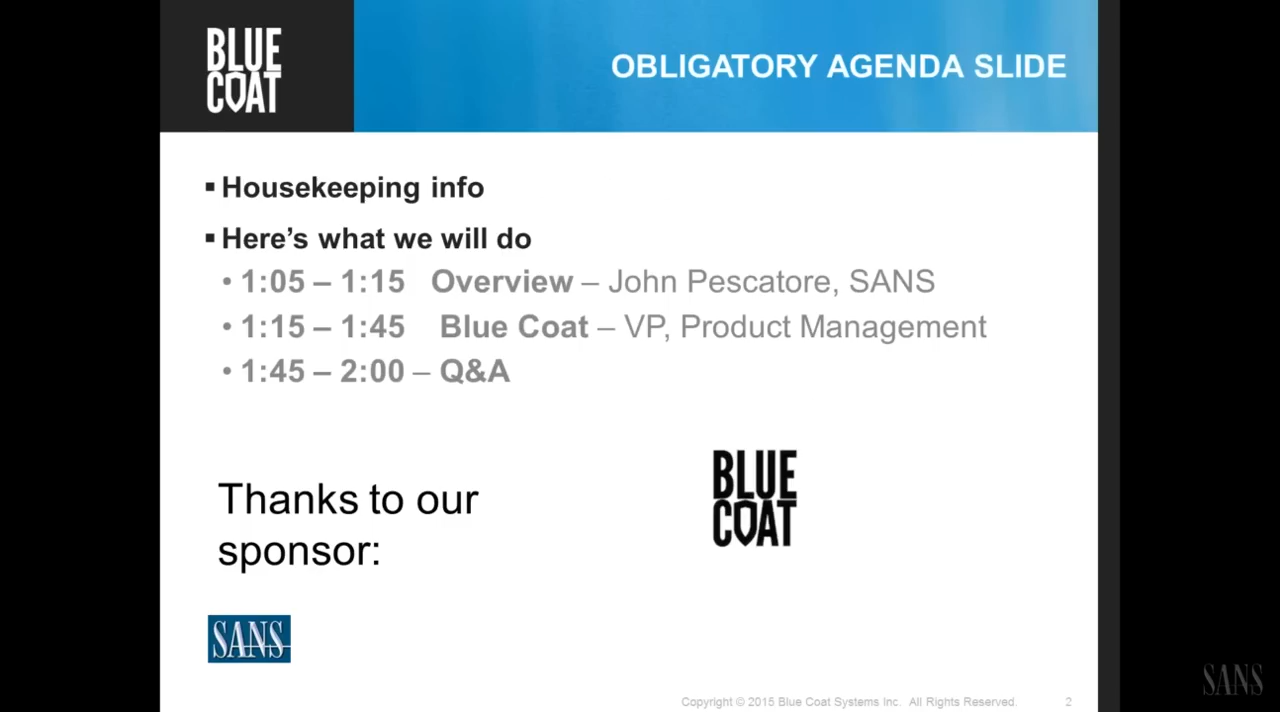 BLUE
COAT
OBLIGATORY AGENDA SLIDE
▪ Housekeeping info
▪ Here’s what we will do
• 1:05 – 1:15 Overview – John Pescatore, SANS
• 1:15 – 1:45 Blue Coat – VP, Product Management
• 1:45 – 2:00 – Q&A
Thanks to our
sponsor:
BLUE
COAT
SANS
Copyright © 2015 Blue Coat Systems Inc. All Rights Reserved. 2
SANS